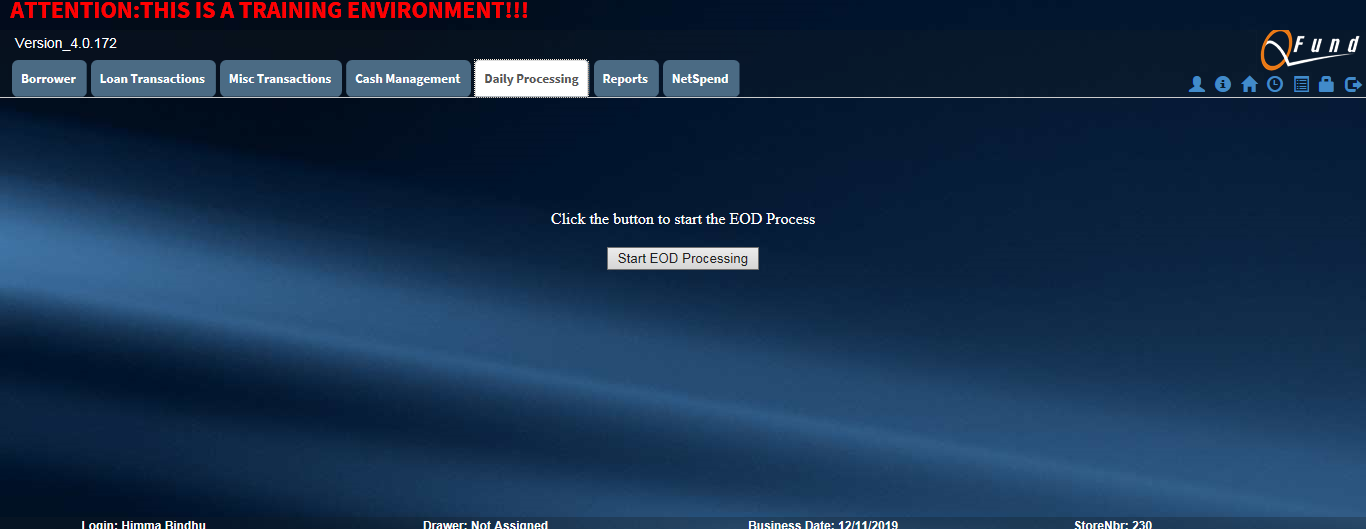 ATTENTION:THIS IS A TRAINING ENVIRONMENT!!!
Version_4.0.172
QFund
Borrower Loan Transactions Misc Transactions Cash Management Daily Processing Reports NetSpend
Click the button to start the EOD Process
Start EOD Processing
Login: Himma Bindhu Drawer: Not Assigned Business Date: 12/11/2019 StoreNbr: 230